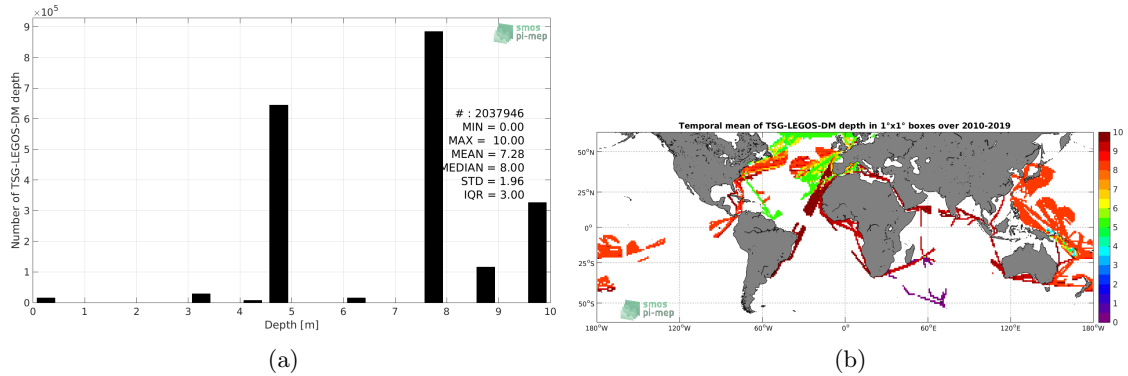 ×10⁵
9
8
7
6
5
4
3
2
1
0
Number of TSG-LEGOS-DM depth
smos
pi-mep
# : 2037946
MIN = 0.00
MAX = 10.00
MEAN = 7.28
MEDIAN = 8.00
STD = 1.96
IQR = 3.00
0 1 2 3 4 5 6 7 8 9 10
Depth [m]
(a)
Temporal mean of TSG-LEGOS-DM depth in 1°x1° boxes over 2010-2019
50°N
25°N
0°
25°S
50°S
smos
pi-mep
180°W 60°W 0° 60°E 120°E 180°W
10
9
8
7
6
5
4
3
2
1
0
(b)